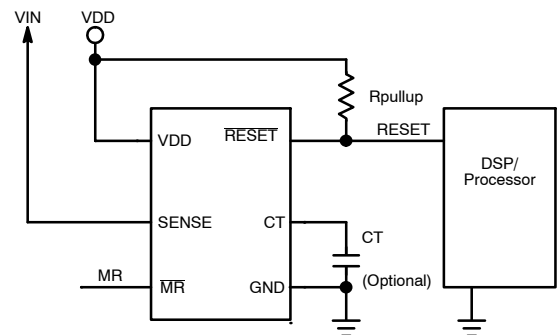 VIN
VDD
Rpullup
VDD
RESET
RESET
DSP/
Processor
SENSE
CT
CT
MR
MR
GND
(Optional)